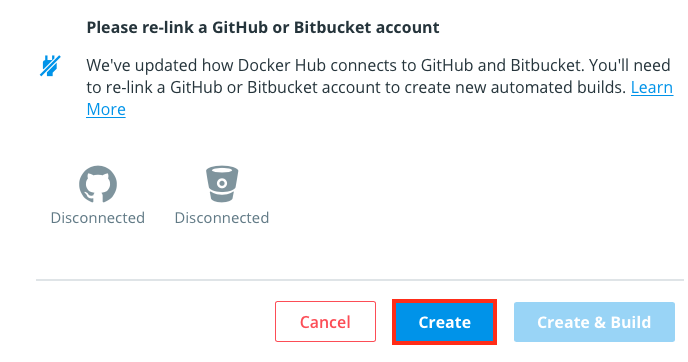 Please re-link a GitHub or Bitbucket account
We've updated how Docker Hub connects to GitHub and Bitbucket. You'll need
to re-link a GitHub or Bitbucket account to create new automated builds. Learn
More
Disconnected Disconnected
Cancel Create Create & Build